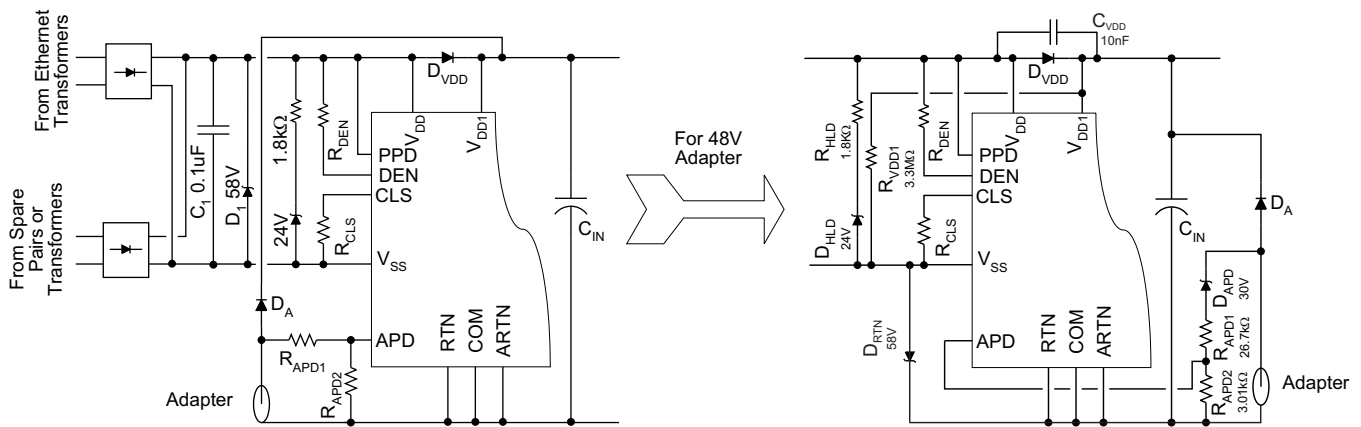 From Ethernet
Transformers
From Spare
Pairs or
Transformers
C1 0.1uF
D1 58V
1.8kΩ
24V
RDEN
RCLS
DVDD
VDD
VDD1
PPD
DEN
CLS
VSS
APD
RTN
COM
ARTN
CIN
DA
RAPD1
RAPD2
Adapter
For 48V
Adapter
CVDD
10nF
DVDD
RHLD
1.8KΩ
DHLD
24V
RVDD1
3.3MΩ
RDEN
RCLS
VDD
VDD1
PPD
DEN
CLS
VSS
APD
RTN
COM
ARTN
DRTN
58V
CIN
DA
DAPD
30V
RAPD1
26.7kΩ
RAPD2
3.01kΩ
Adapter